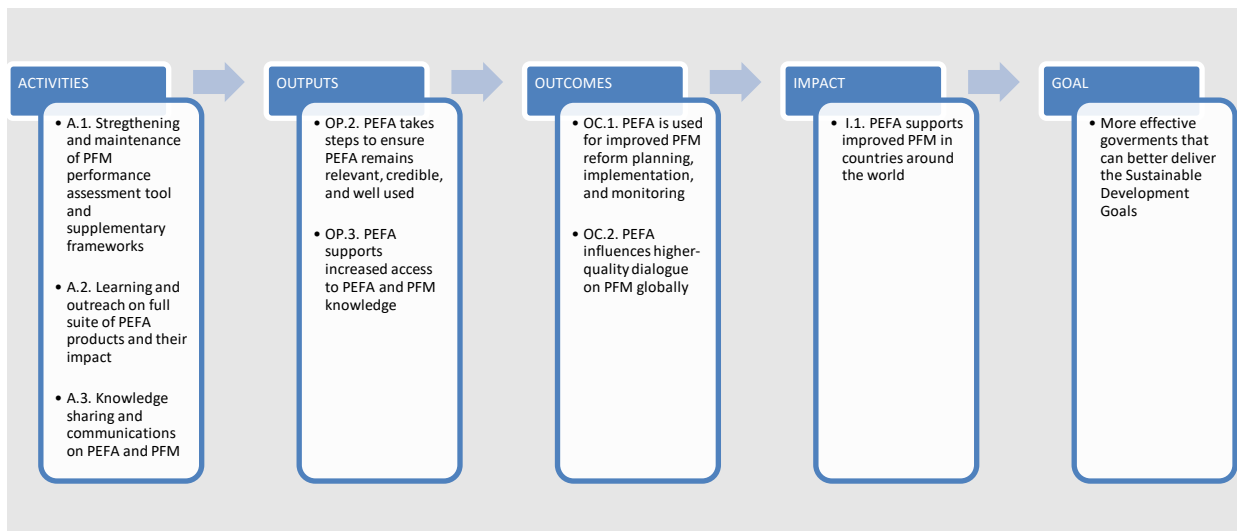 ACTIVITIES
• A.1. Stregthening
and maintenance
of PFM
performance
assessment tool
and
supplementary
frameworks
• A.2. Learning and
outreach on full
suite of PEFA
products and their
impact
• A.3. Knowledge
sharing and
communications
on PEFA and PFM
OUTPUTS
• OP.2. PEFA takes
steps to ensure
PEFA remains
relevant, credible,
and well used
• OP.3. PEFA
supports
increased access
to PEFA and PFM
knowledge
OUTCOMES
• OC.1. PEFA is used
for improved PFM
reform planning,
implementation,
and monitoring
• OC.2. PEFA
influences higher-
quality dialogue
on PFM globally
IMPACT
• I.1. PEFA supports
improved PFM in
countries around
the world
GOAL
• More effective
goverments that
can better deliver
the Sustainable
Development
Goals